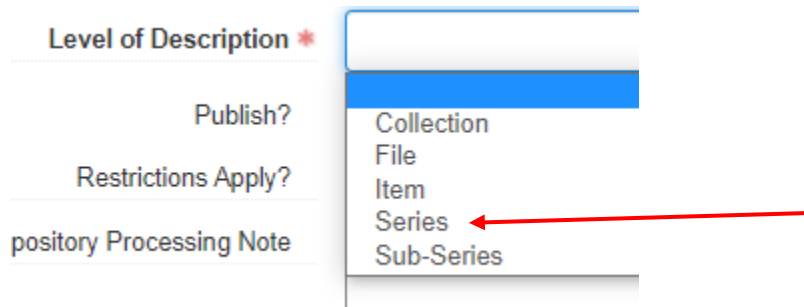 Level of Description *
Publish?
Collection
File
Restrictions Apply?
Item
Series
pository Processing Note
Sub-Series